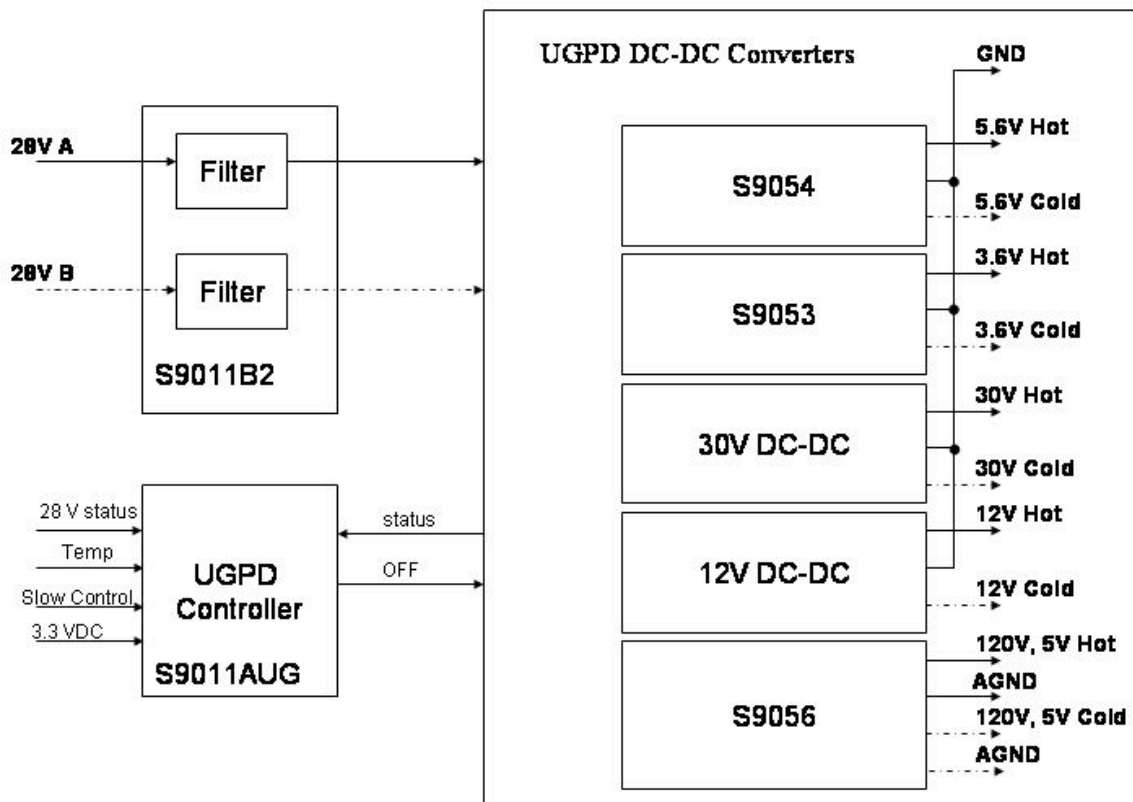 UGPD DC-DC Converters
GND
28V A
Filter
28V B
Filter
S9011B2
S9054
5.6V Hot
5.6V Cold
S9053
3.6V Hot
3.6V Cold
30V DC-DC
30V Hot
30V Cold
12V DC-DC
12V Hot
12V Cold
S9056
120V, 5V Hot
AGND
120V, 5V Cold
AGND
28 V status
Temp
Slow Control
3.3 VDC
UGPD
Controller
S9011AUG
status
OFF